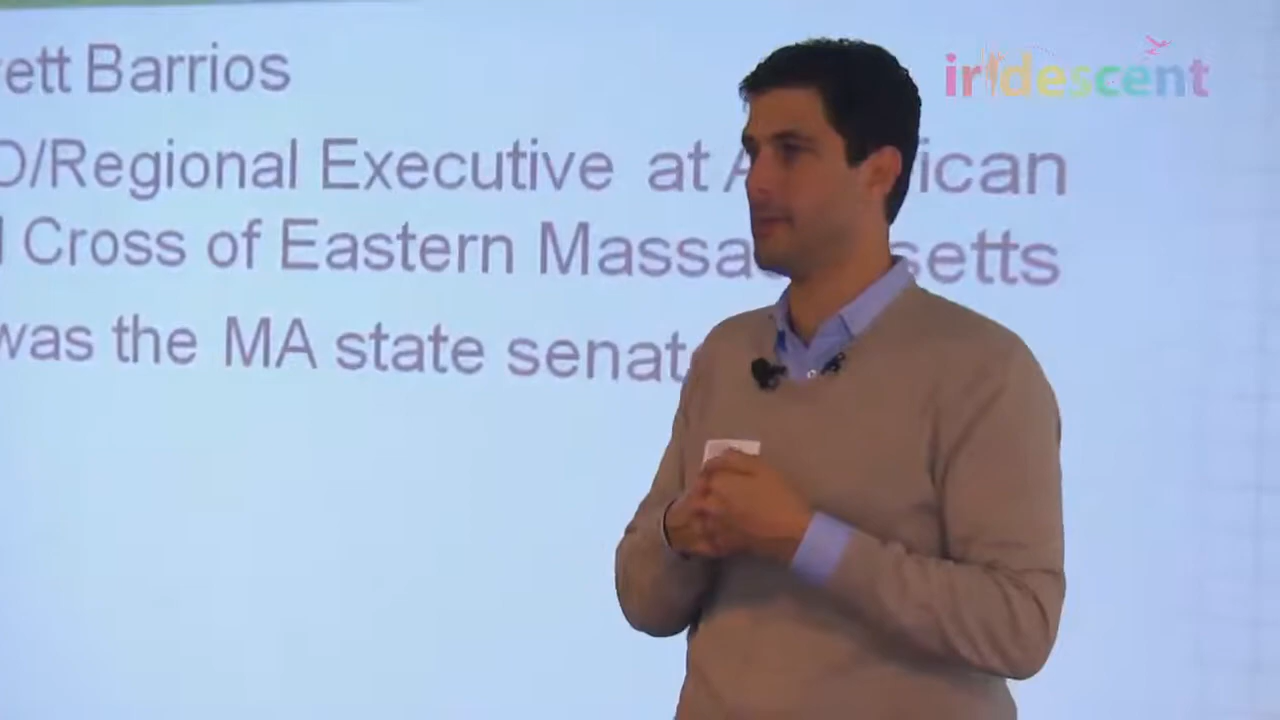 ett Barrios
iridescent
O/Regional Executive at A ican
Cross of Eastern Massa setts
was the MA state senat